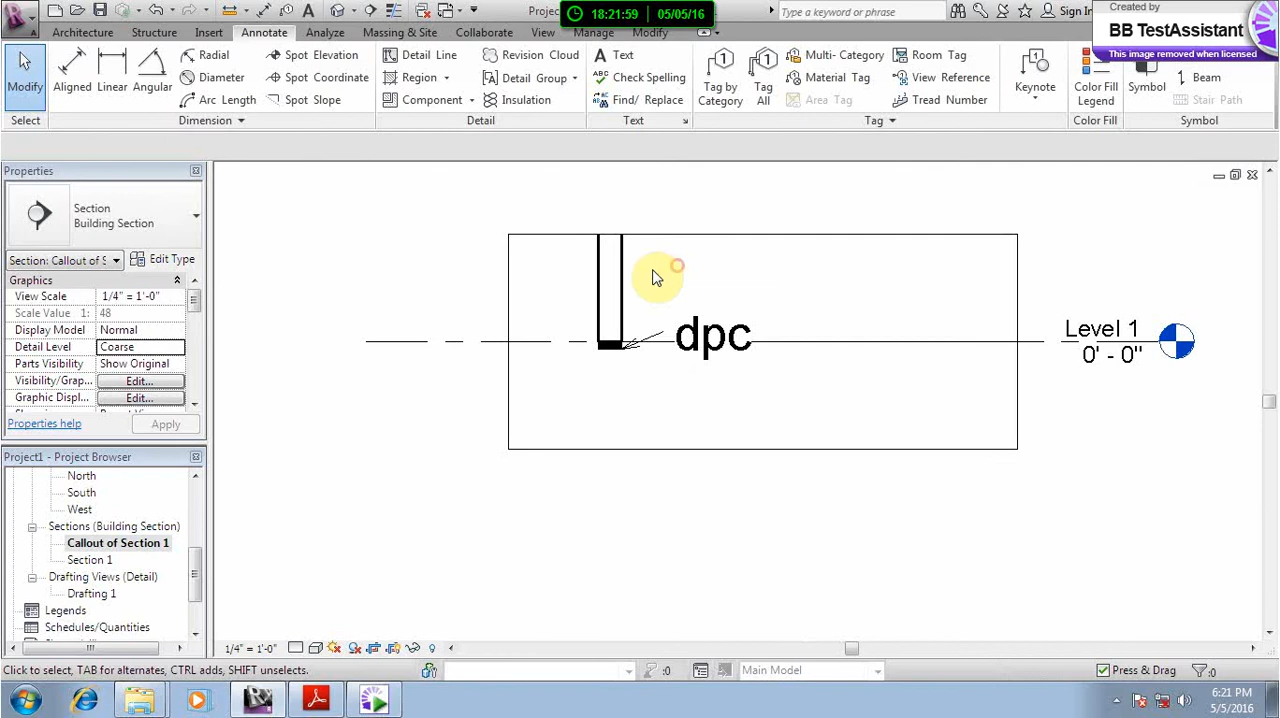 Projec
18:21:59 05/05/16
Type a keyword or phrase
Sign In
Created by
BB TestAssistant
This image removed when licensed
Architecture Structure Insert Annotate Analyze Massing & Site Collaborate View Manage Modify
Modify
Select
Aligned Linear Angular
Radial
Diameter
Arc Length
Spot Elevation
Spot Coordinate
Spot Slope
Dimension
Detail Line
Region
Component
Revision Cloud
Detail Group
Insulation
Detail
Text
Check Spelling
Find/ Replace
Text
Tag by
Category
Tag
All
Multi- Category
Material Tag
Area Tag
Room Tag
View Reference
Tread Number
Tag
Keynote
Color Fill
Legend
Color Fill
Symbol
Beam
Stair Path
Symbol
Properties
Section
Building Section
Section: Callout of S
Edit Type
Graphics
View Scale 1/4" = 1'-0"
Scale Value 1: 48
Display Model Normal
Detail Level Coarse
Parts Visibility Show Original
Visibility/Grap... Edit...
Graphic Displ... Edit...
Properties help
Apply
Project1 - Project Browser
North
South
West
Sections (Building Section)
Callout of Section 1
Section 1
Drafting Views (Detail)
Drafting 1
Legends
Schedules/Quantities
dpc
Level 1
0' - 0"
1/4" = 1'-0"
Click to select, TAB for alternates, CTRL adds, SHIFT unselects.
:0
Main Model
Press & Drag
:0
6:21 PM
5/5/2016